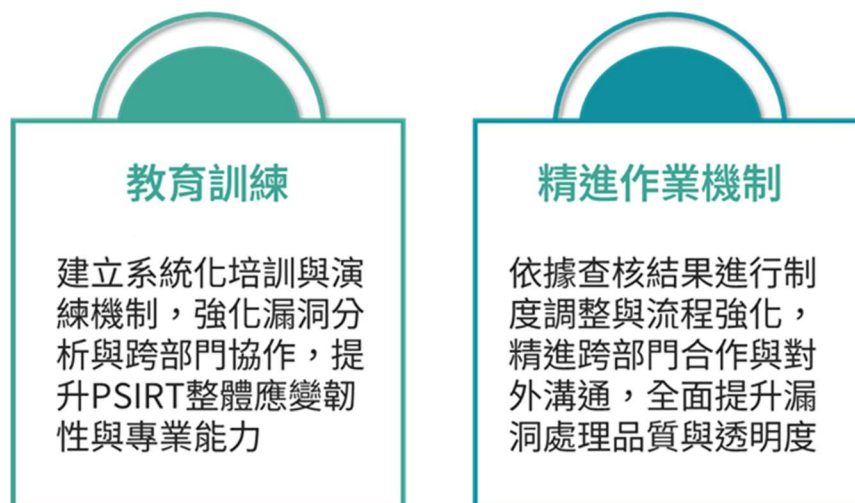 教育訓練
建立系統化培訓與演
練機制，強化漏洞分
析與跨部門協作，提
升PSIRT整體應變韌
性與專業能力
精進作業機制
依據查核結果進行制
度調整與流程強化，
精進跨部門合作與對
外溝通，全面提升漏
洞處理品質與透明度